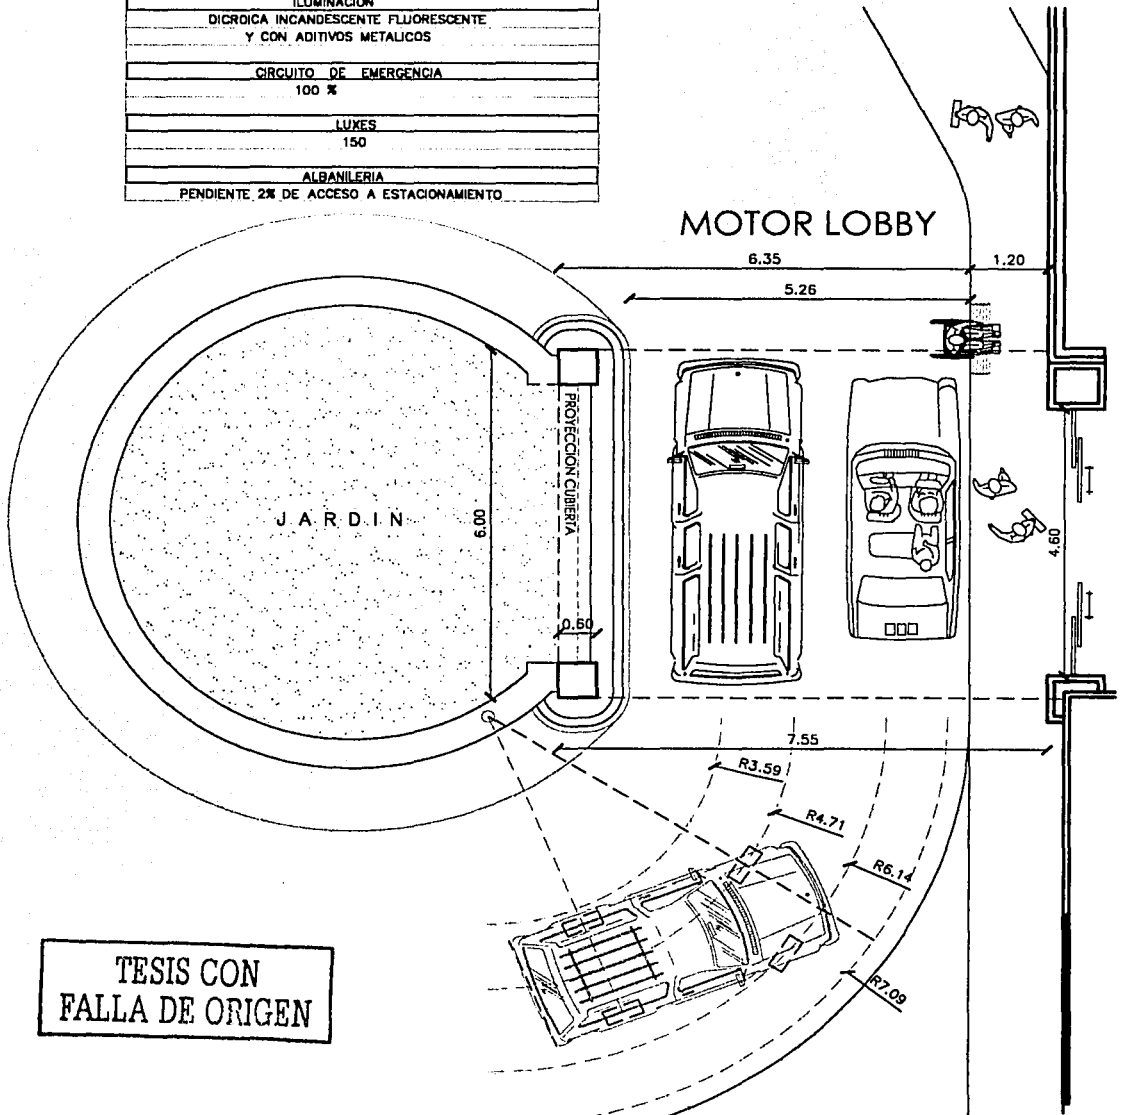 ILUMINACION
DICROICA INCANDESCENTE FLUORESCENTE
Y CON ADITIVOS METALICOS
CIRCUITO DE EMERGENCIA
100 %
LUXES
150
ALBANILERIA
PENDIENTE 2% DE ACCESO A ESTACIONAMIENTO
MOTOR LOBBY
6.35
1.20
5.26
PROYECCION CUBIERTA
JARDIN
6.00
4.60
0.60
7.55
R3.59
R4.71
R6.14
R7.09
TESIS CON
FALLA DE ORIGEN